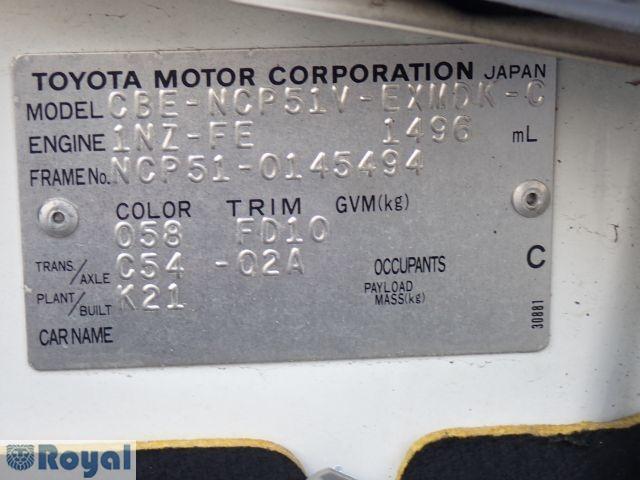 TOYOTA MOTOR CORPORATION JAPAN
MODEL CBE-NCP51V-EXMDK-C
ENGINE 1NZ-FE 1496 mL
FRAME No. NCP51-0145494
COLOR TRIM GVM(kg)
058 FD10
TRANS./AXLE C54 -02A OCCUPANTS C
PLANT/BUILT K21 PAYLOAD MASS(kg)
CAR NAME
30881
Royal